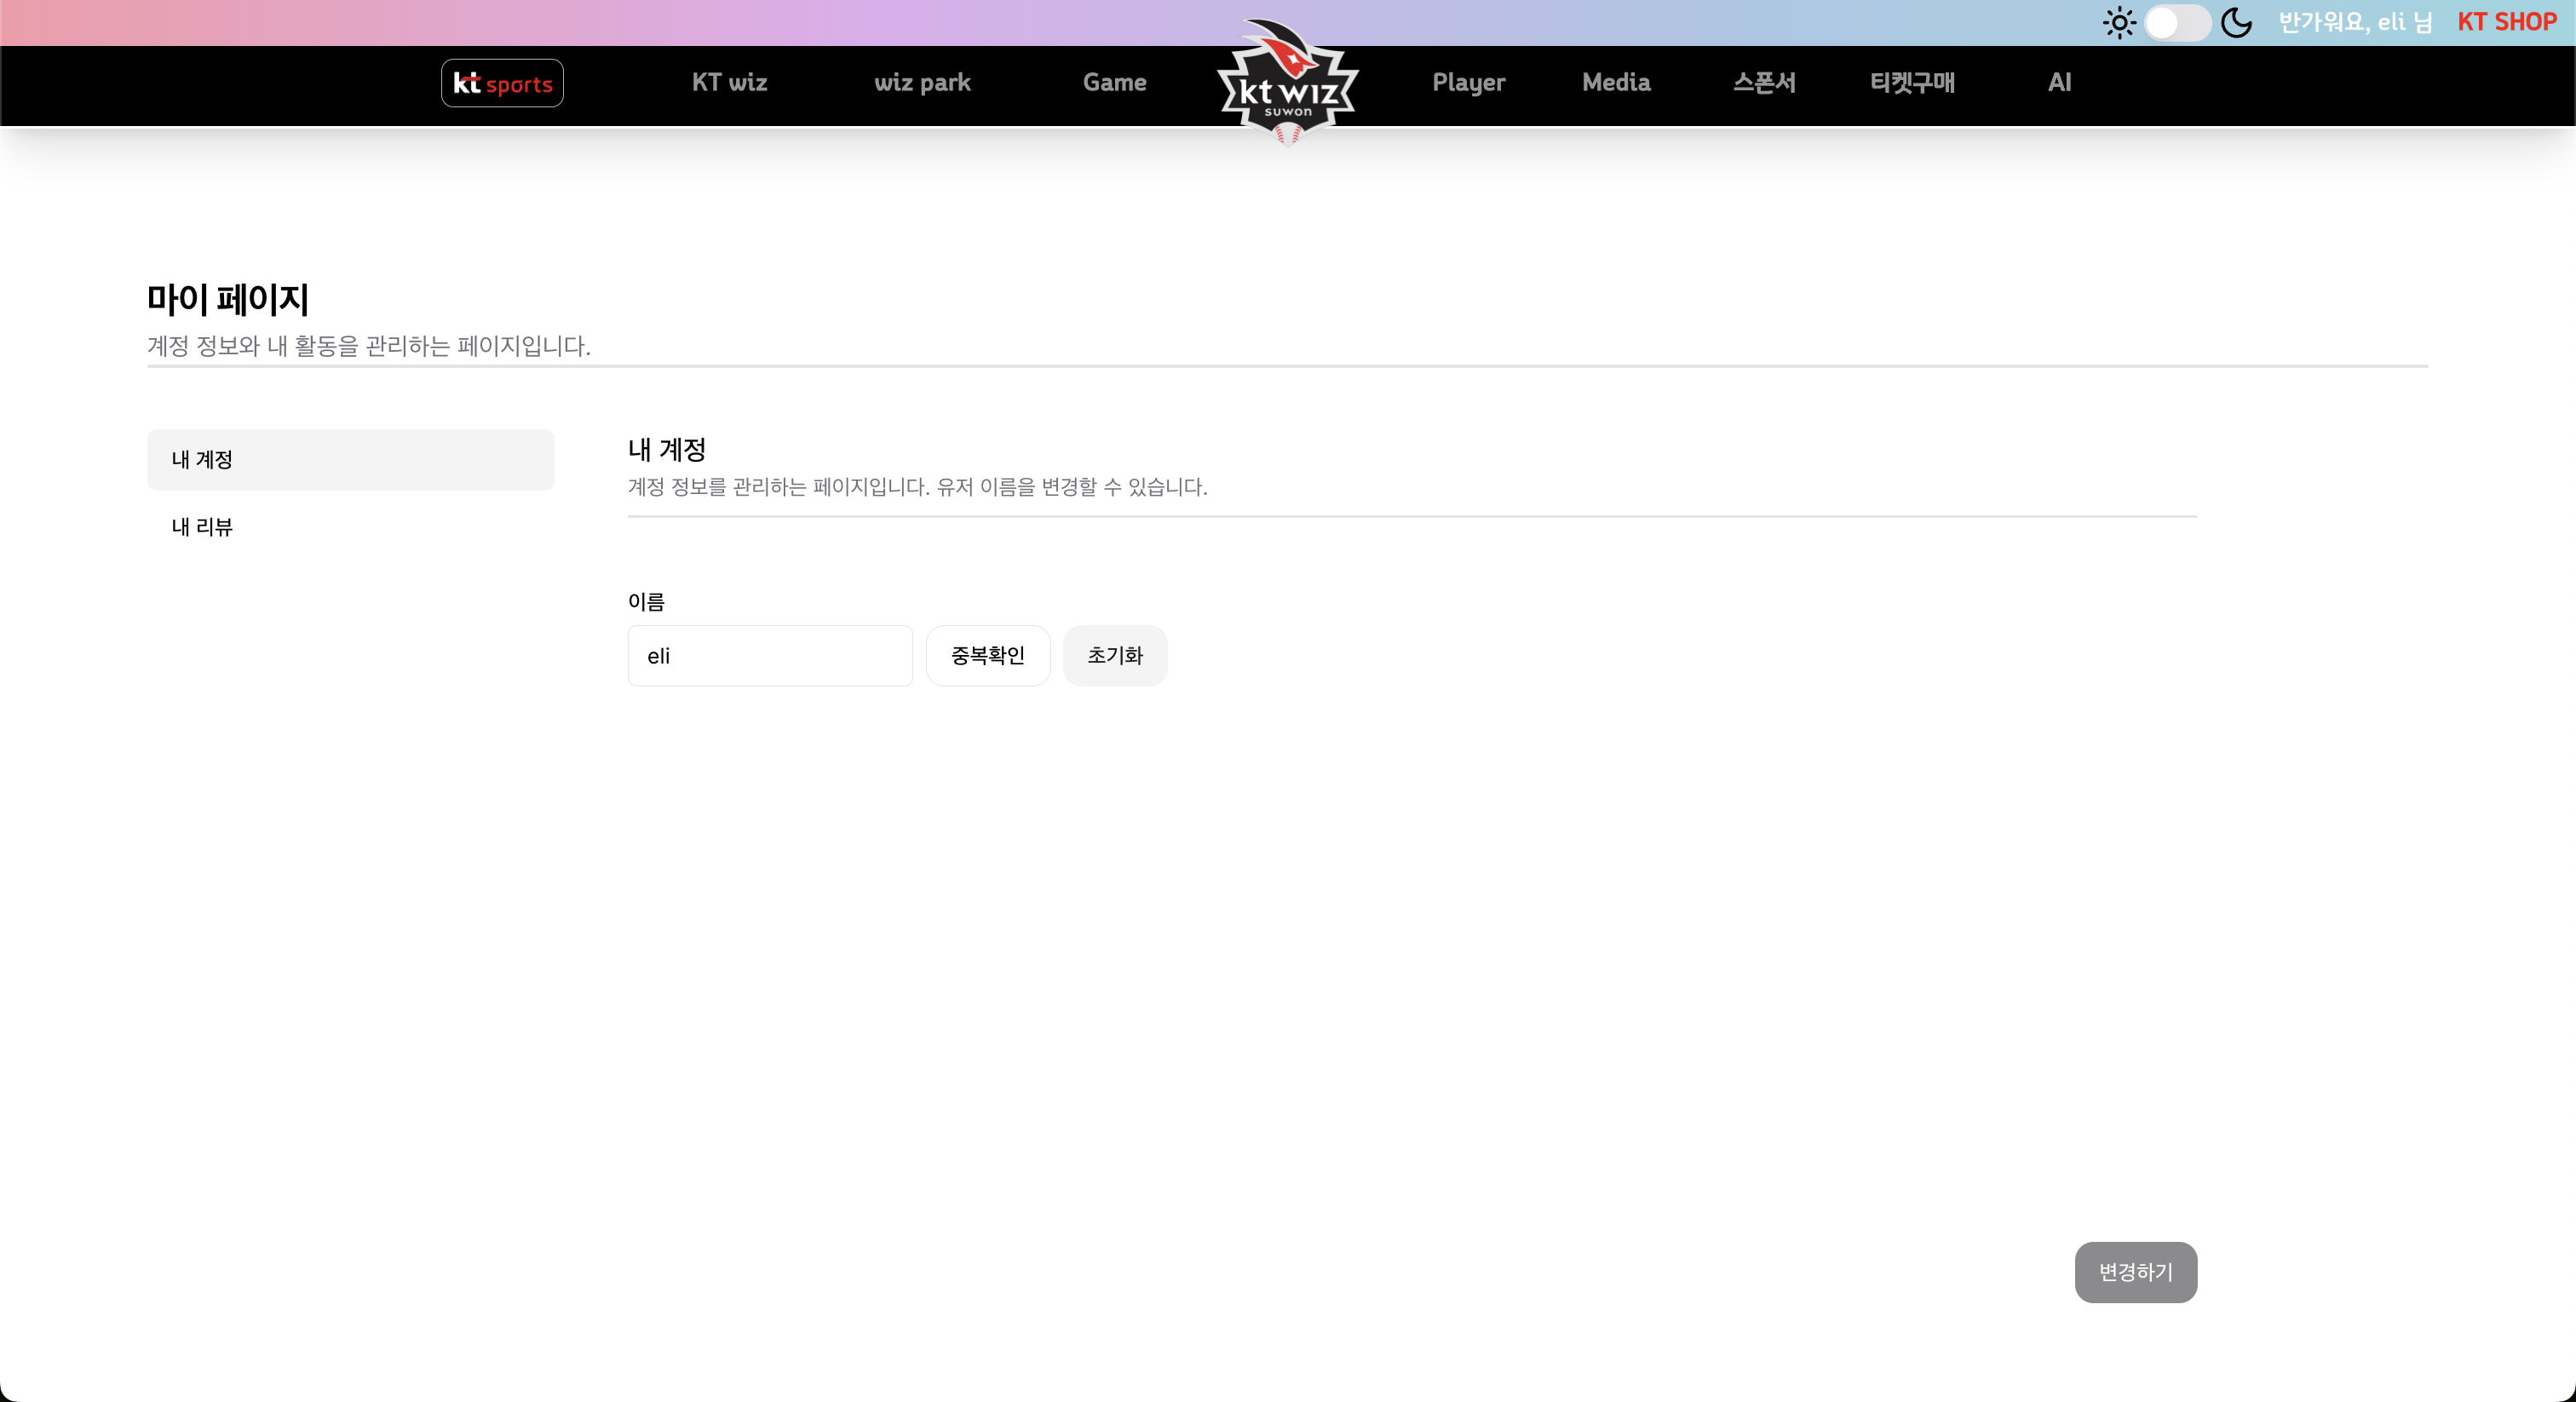 반가워요, eli 님 KT SHOP
kt sports KT wiz wiz park Game kt wiz suwon Player Media 스폰서 티켓구매 AI
마이 페이지
계정 정보와 내 활동을 관리하는 페이지입니다.
내 계정
내 리뷰
내 계정
계정 정보를 관리하는 페이지입니다. 유저 이름을 변경할 수 있습니다.
이름
eli 중복확인 초기화
변경하기